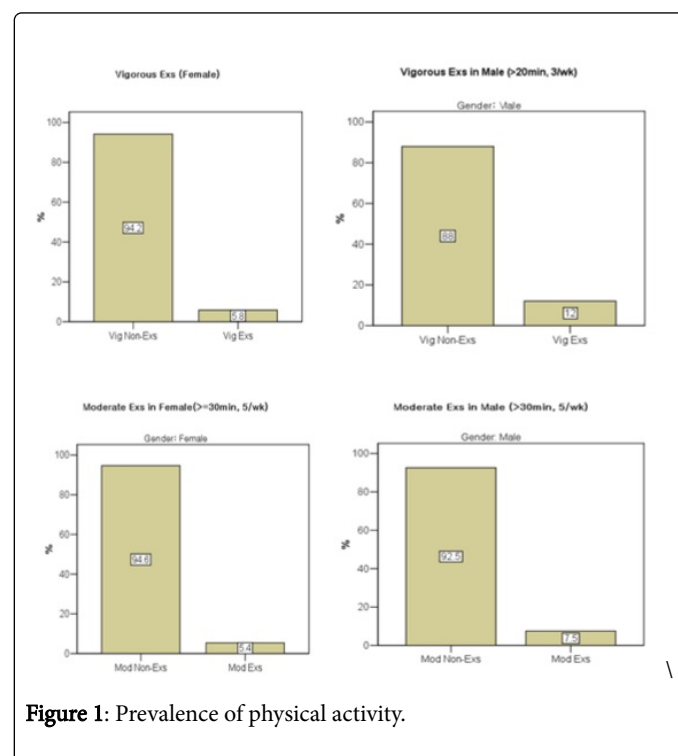 Vigorous Exs (Female)
100
80
60
40
20
0
%
94.2
5.8
Vig Non-Exs
Vig Exs
Vigorous Exs in Male (>20min, 3/wk)
Gender: Male
100
80
60
40
20
0
%
88
12
Vig Non-Exs
Vig Exs
Moderate Exs in Female(>=30min, 5/wk)
Gender: Female
100
80
60
40
20
0
%
94.6
5.4
Mod Non-Exs
Mod Exs
Moderate Exs in Male (>30min, 5/wk)
Gender: Male
100
80
60
40
20
0
%
92.5
7.5
Mod Non-Exs
Mod Exs
\
Figure 1: Prevalence of physical activity.